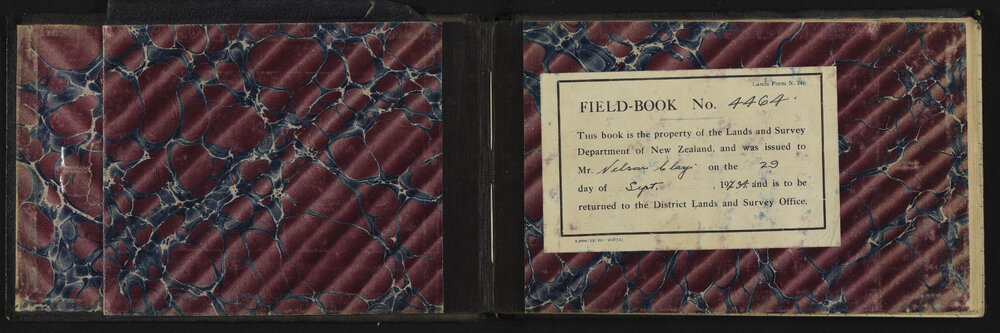 Lands Form N.
FIELD-BOOK No. 4464.
THIS book is the property of the Lands and Survey
Department of New Zealand, and was issued to
Mr. Nelson Clay on the 29
day of Sept. , 1934 and is to be
returned to the District Lands and Survey Office.